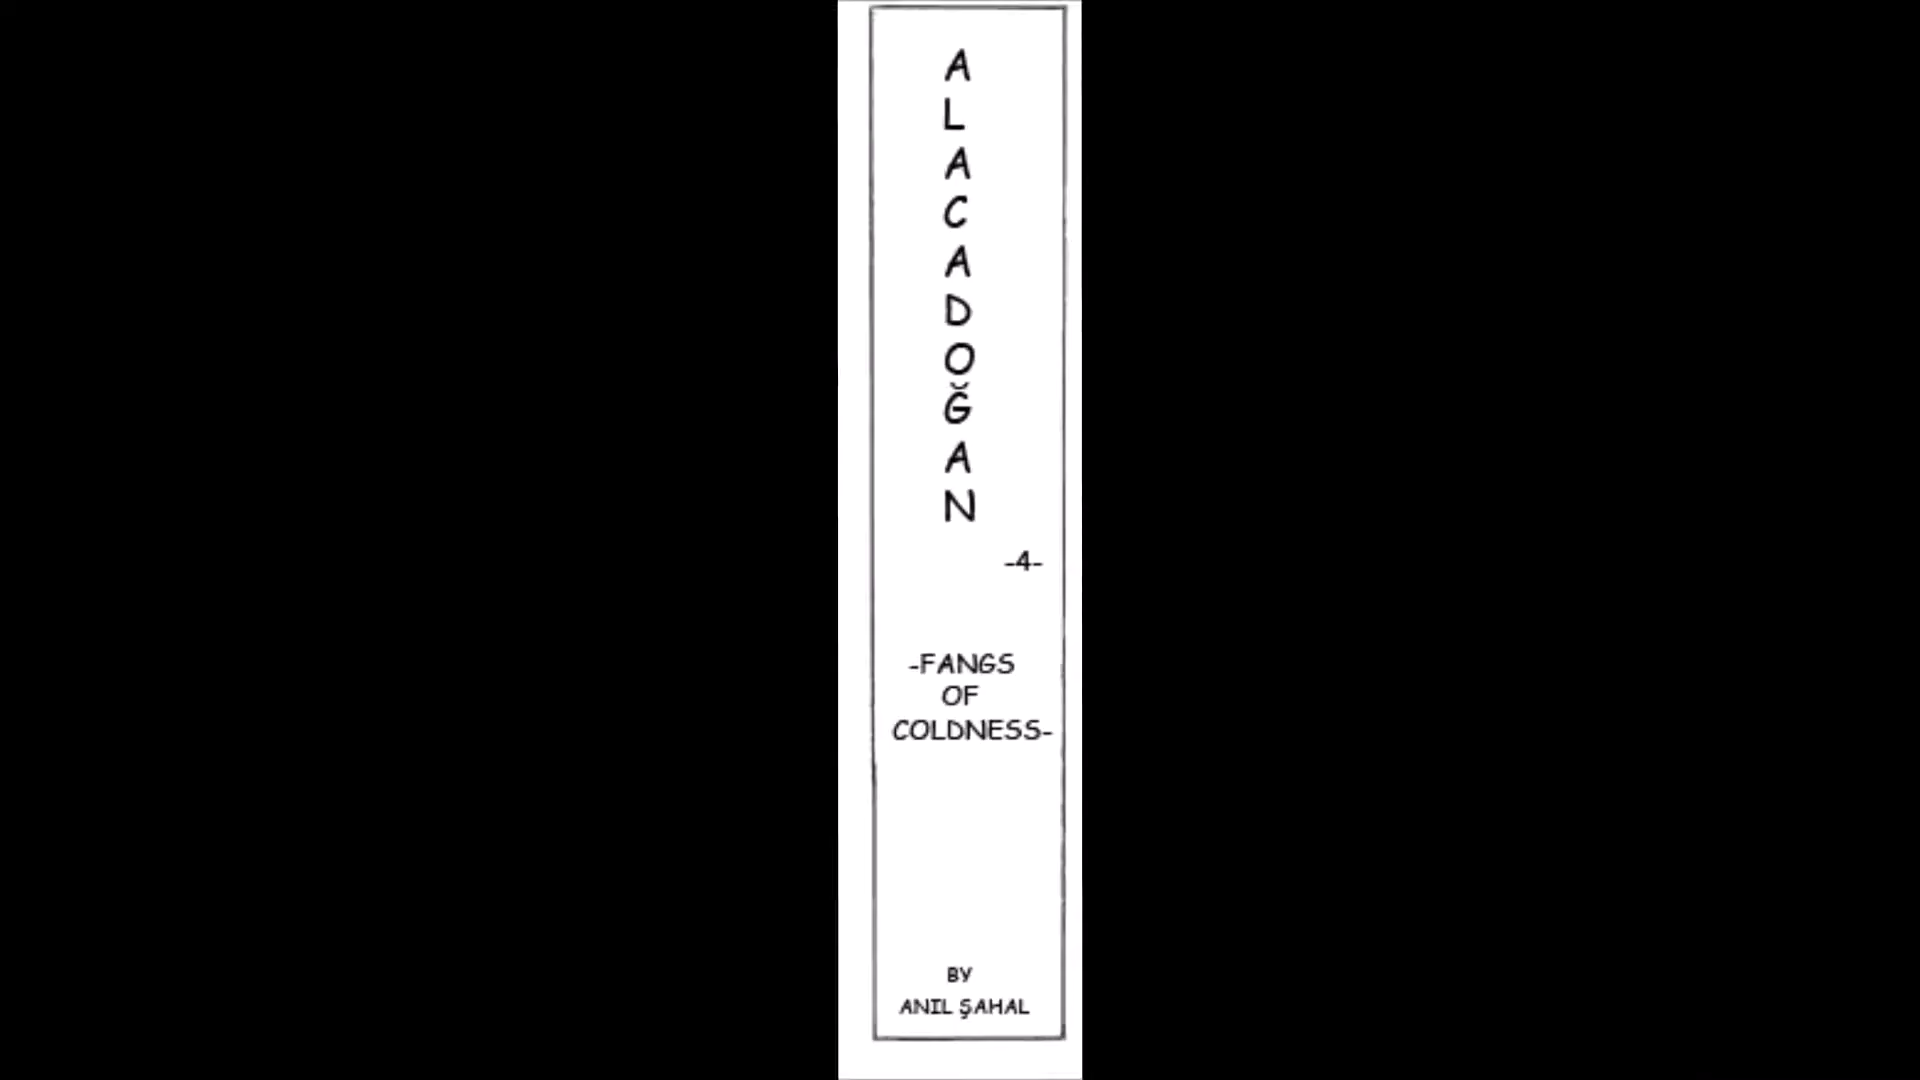 ALACADOĞAN
-4-
-FANGS
OF
COLDNESS-
BY
ANIL ŞAHAL